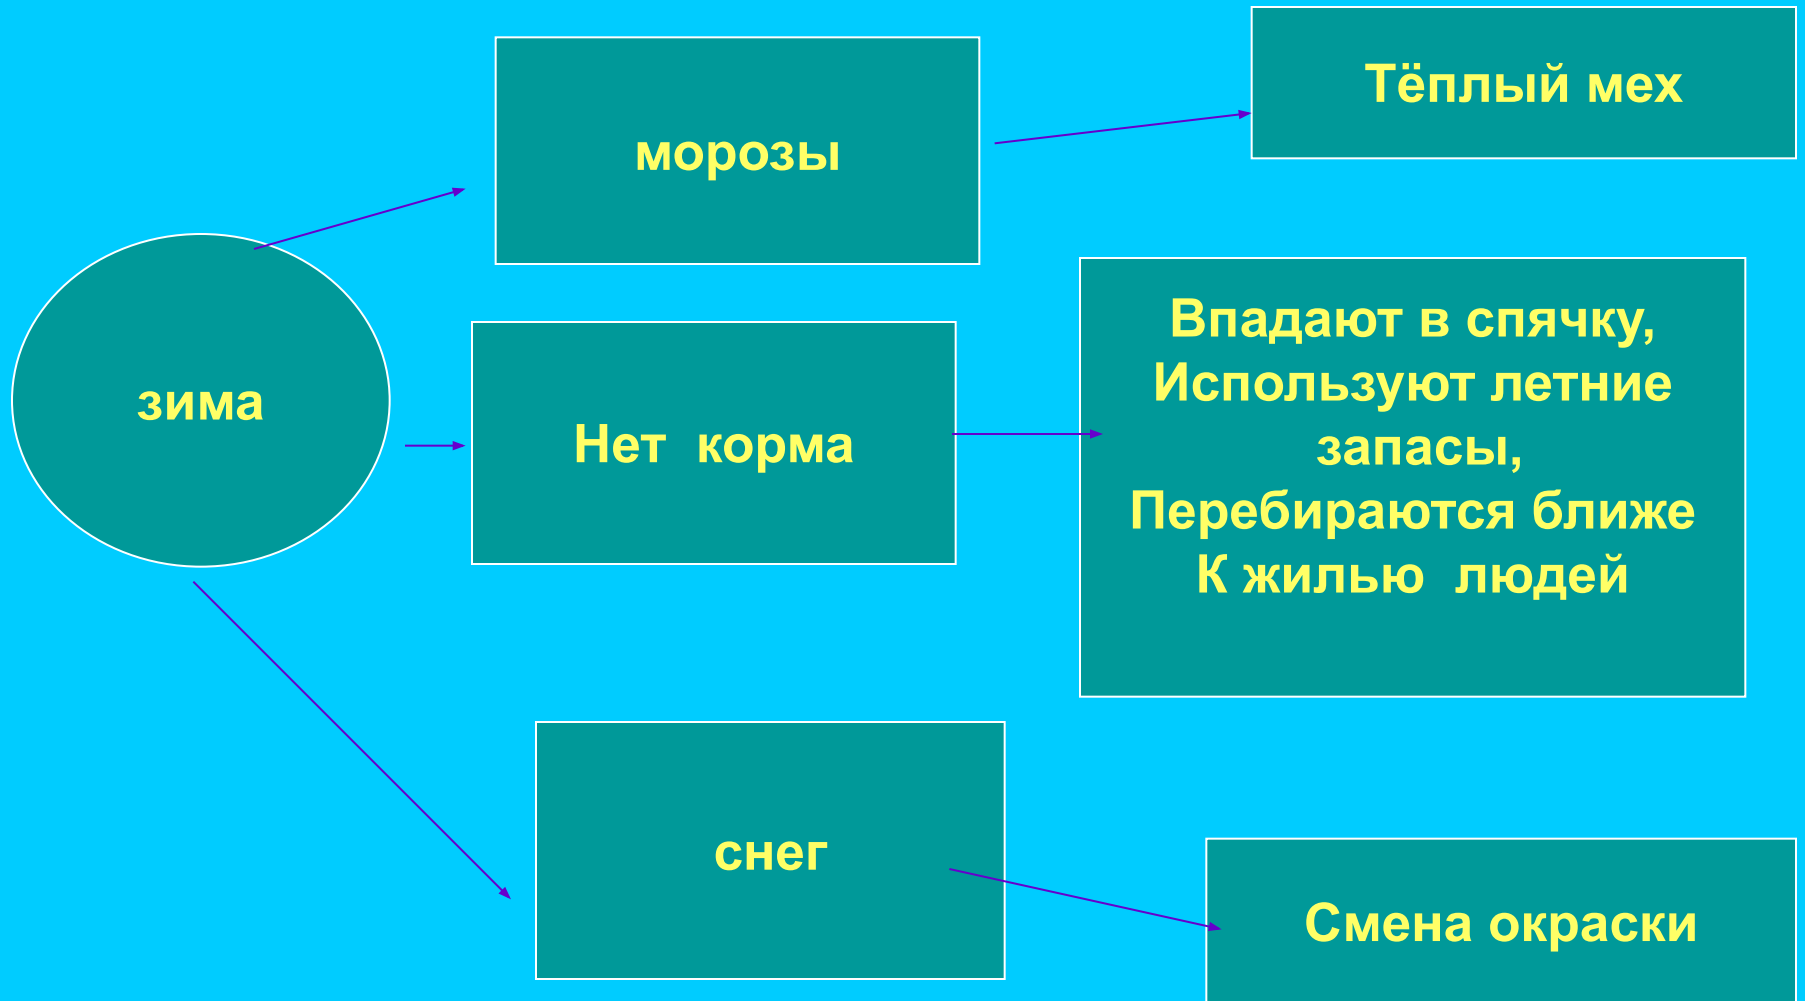 зима
морозы
Тёплый мех
Нет корма
Впадают в спячку,
Используют летние
запасы,
Перебираются ближе
К жилью людей
снег
Смена окраски